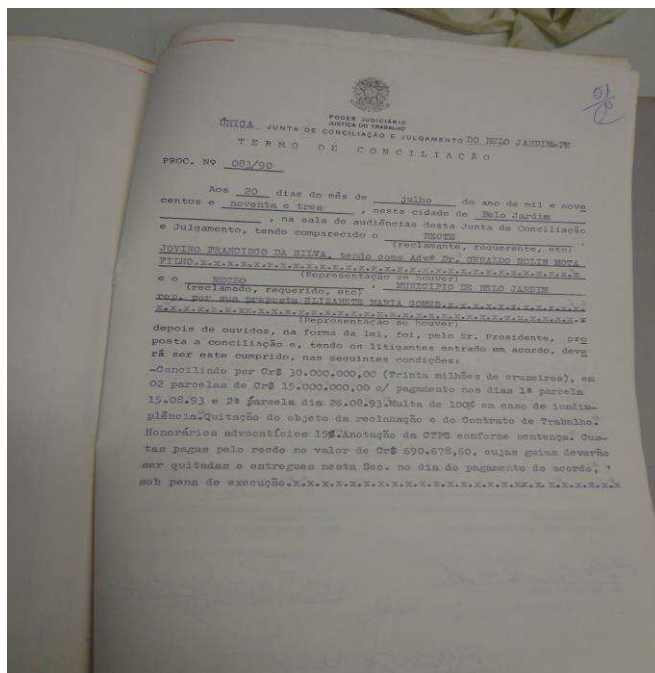 51
PODER JUDICIÁRIO
JUSTIÇA DO TRABALHO
ÚNICA JUNTA DE CONCILIAÇÃO E JULGAMENTO DO BELO JARDIM-PE
TERMO DE CONCILIAÇÃO
PROC. Nº 083/90
Aos 20 dias do mês de julho do ano de mil e nove
centos e noventa e tres , nesta cidade de Belo Jardim
, na sala de audiências desta Junta de Conciliação
e Julgamento, tendo comparecido o RECTE ,
(reclamante, requerente, etc)
JOVINO FRANCISCO DA SILVA, tendo como Advº Dr. GERALDO ROLIN MOTA
FILHO.x.x.x.x.x.x.x.x.x.x.x.x.x.x.x.x.x.x.x.x.x.x.x.x.x.x.x
(Representação se houver)
e o RECDO , MUNICIPIO DE BELO JARDIM
(reclamado, requerido, etc)
rep. por sua preposta ELIZABETE MARIA GOMES.x.x.x.x.x.x.x.x.x.x
x.x.x.x.x.x.x.x.x.x.x.x.x.x.x.x.x.x.x.x.x.x.x.x.x.x.x.x.x.x.x
(Representação se houver)
depois de ouvidos, na forma da lei, foi, pelo Sr. Presidente, pro
posta a conciliação e, tendo os litigantes entrado em acordo, deve
rá ser este cumprido, nas seguintes condições:
-Conciliado por Cr$ 30.000.000,00 (Trinta milhões de cruzeiros), em
02 parcelas de Cr$ 15.000.000,00 c/ pagamento nos dias 1ª parcela
15.08.93 e 2ª parcela dia 26.08.93.Multa de 100% em caso de inadim-
plência.Quitação do objeto da reclamação e do Contrato de Trabalho.
Honorários advocatícios 15%.Anotação da CTPS conforme sentença. Cus-
tas pagas pelo recdo no valor de Cr$ 690.678,60, cujas guias deverão
ser quitadas e entregues nesta Sec. no dia do pagamento do acordo, '
sob pena de execução.x.x.x.x.x.x.x.x.x.x.x.x.x.x.x.x.xx.x.x.x.x.x.x.x